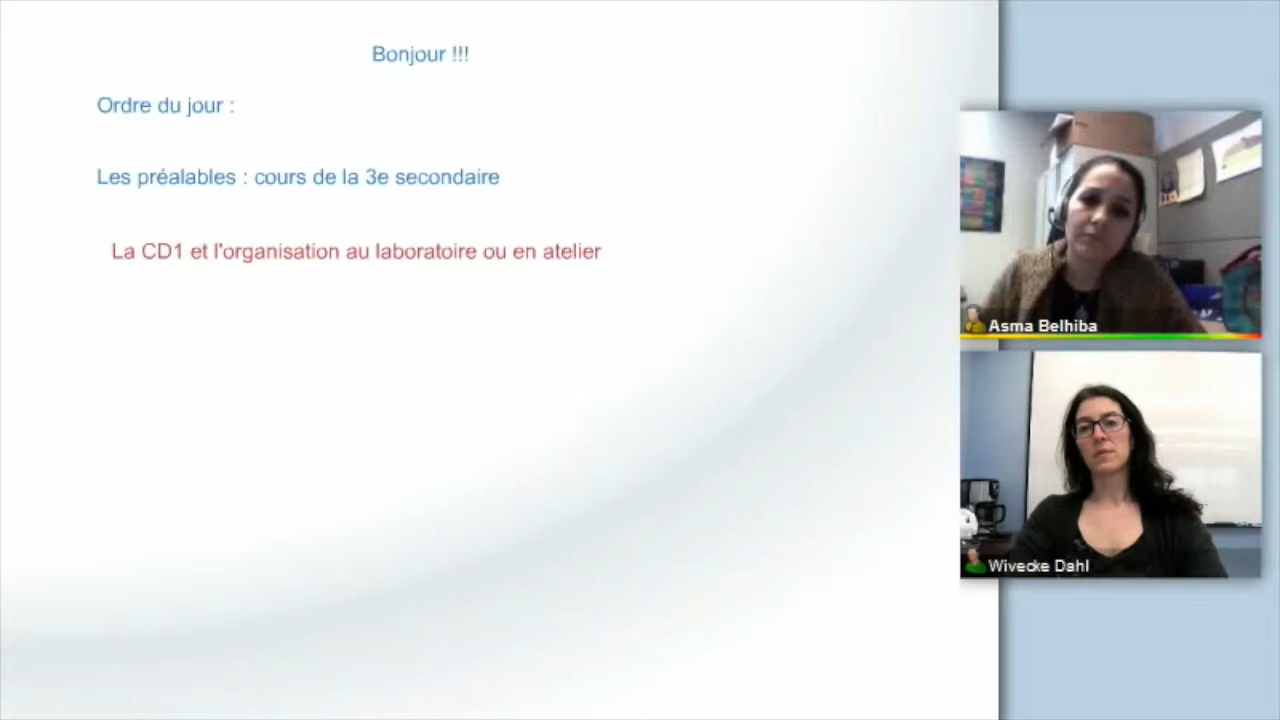 Bonjour !!!
Ordre du jour :
Les préalables : cours de la 3e secondaire
La CD1 et l'organisation au laboratoire ou en atelier
Asma Belhiba
Wivecke Dahl